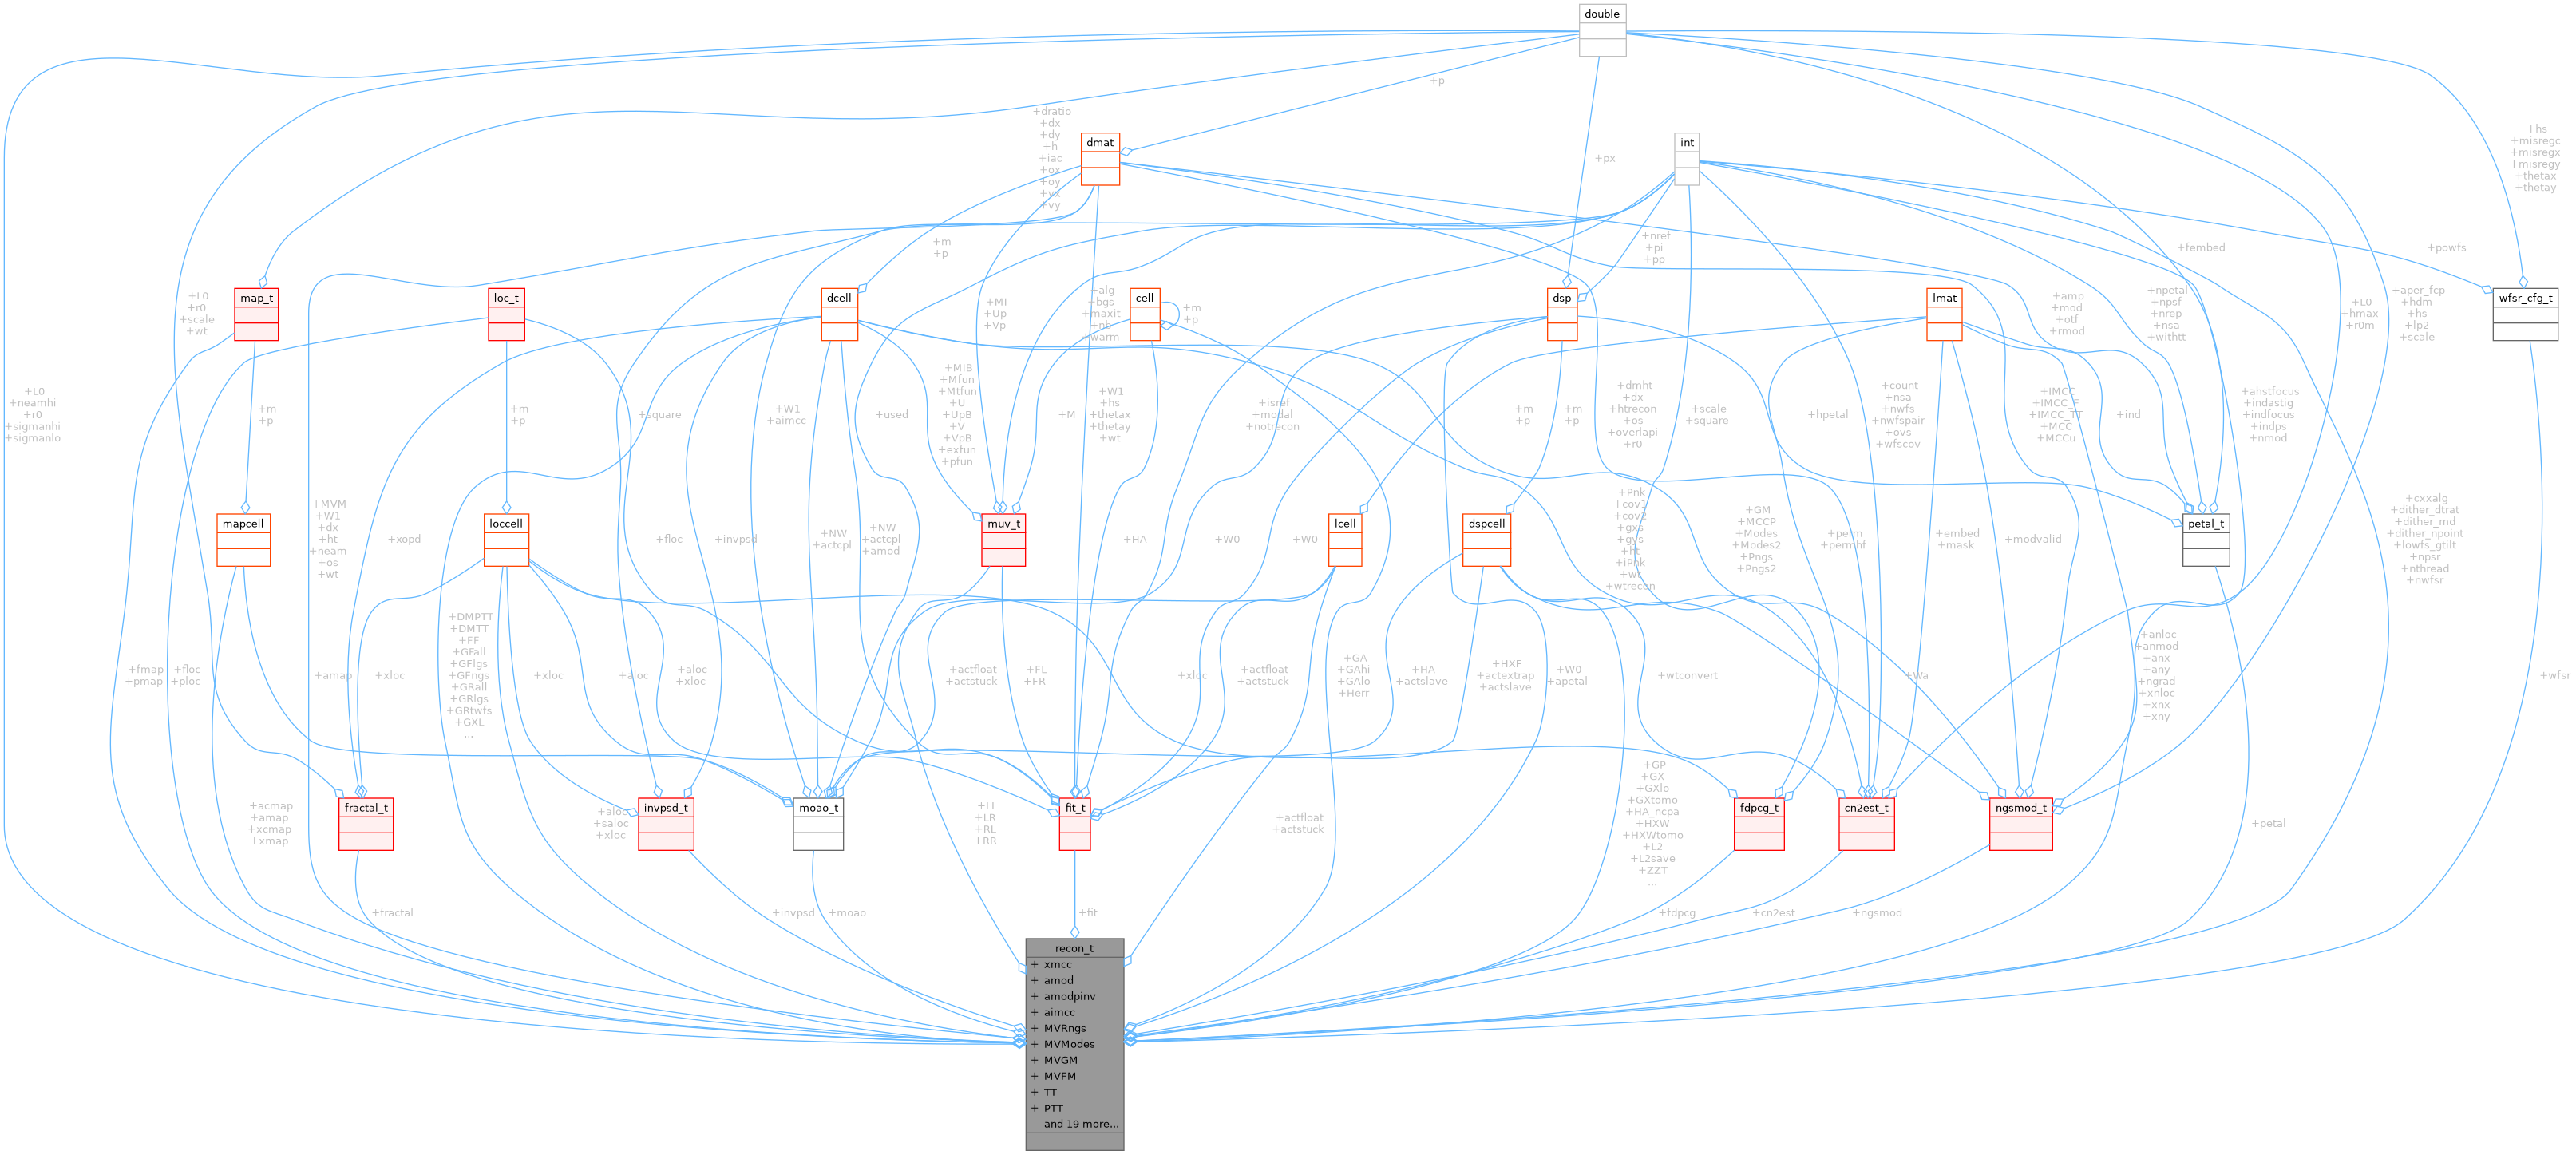 double
+p
+dratio
+dx
+dy
+h
+iac
+ox
+oy
+vx
+vy
dmat
int
+px
+hs
+misregc
+misregx
+misregy
+thetax
+thetay
+m
+p
+nref
+pi
+pp
+fembed
+powfs
map_t
loc_t
dcell
cell
dsp
lmat
wfsr_cfg_t
+L0
+r0
+scale
+wt
+MI
+Up
+Vp
+alg
+bgs
+maxit
+nb
+warm
+m
+p
+amp
+mod
+otf
+rmod
+npetal
+npsf
+nrep
+nsa
+withtt
+L0
+hmax
+r0m
+aper_fcp
+hdm
+hs
+lp2
+scale
+L0
+neamhi
+r0
+sigmanhi
+sigmanlo
+m
+p
+m
+p
+square
+W1
+aimcc
+used
+MIB
+Mfun
+Mtfun
+U
+UpB
+V
+VpB
+exfun
+pfun
+M
+W1
+hs
+thetax
+thetay
+wt
+isref
+modal
+notrecon
+m
+p
+m
+p
+dmht
+dx
+htrecon
+os
+overlapi
+r0
+scale
+square
+hpetal
+count
+nsa
+nwfs
+nwfspair
+ovs
+wfscov
+IMCC
+IMCC_F
+IMCC_TT
+MCC
+MCCu
+ind
+ahstfocus
+indastig
+indfocus
+indps
+nmod
mapcell
loccell
muv_t
lcell
dspcell
petal_t
+MVM
+W1
+dx
+ht
+neam
+os
+wt
+xopd
+floc
+invpsd
+NW
+actcpl
+NW
+actcpl
+amod
+HA
+W0
+W0
+Pnk
+cov1
+cov2
+gxs
+gys
+ht
+iPnk
+wt
+wtrecon
+GM
+MCCP
+Modes
+Modes2
+Pngs
+Pngs2
+perm
+permhf
+embed
+mask
+modvalid
+cxxalg
+dither_dtrat
+dither_md
+dither_npoint
+lowfs_gtilt
+npsr
+nthread
+nwfsr
+fmap
+pmap
+floc
+ploc
+amap
+xloc
+DMPTT
+DMTT
+FF
+GFall
+GFlgs
+GFngs
+GRall
+GRlgs
+GRtwfs
+GXL
...
+xloc
+aloc
+aloc
+xloc
+actfloat
+actstuck
+FL
+FR
+xloc
+actfloat
+actstuck
+GA
+GAhi
+GAlo
+Herr
+HA
+actslave
+HXF
+actextrap
+actslave
+W0
+apetal
+wtconvert
+Wa
+anloc
+anmod
+anx
+any
+ngrad
+xnloc
+xnx
+xny
+wfsr
fractal_t
invpsd_t
moao_t
fit_t
fdpcg_t
cn2est_t
ngsmod_t
+acmap
+amap
+xcmap
+xmap
+aloc
+saloc
+xloc
+LL
+LR
+RL
+RR
+actfloat
+actstuck
+GP
+GX
+GXlo
+GXtomo
+HA_ncpa
+HXW
+HXWtomo
+L2
+L2save
+ZZT
...
+petal
+fractal
+invpsd
+moao
+fit
+fdpcg
+cn2est
+ngsmod
recon_t
+ xmcc
+ amod
+ amodpinv
+ aimcc
+ MVRngs
+ MVModes
+ MVGM
+ MVFM
+ TT
+ PTT
and 19 more...